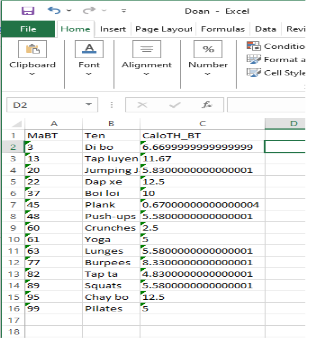 Doan - Excel
File Home Insert Page Layout Formulas Data Revi
Clipboard Font Alignment Number % Conditio
Format a
Cell Style
D2 fx
A B C D
1 MaBT Ten CaloTH_BT
2 3 Di bo 6.6699999999999999
3 13 Tap luyen 11.67
4 20 Jumping J 5.8300000000000001
5 22 Dap xe 12.5
6 37 Boi loi 10
7 45 Plank 0.67000000000000004
8 48 Push-ups 5.5800000000000001
9 60 Crunches 2.5
10 61 Yoga 5
11 63 Lunges 5.5800000000000001
12 77 Burpees 8.3300000000000001
13 82 Tap ta 4.8300000000000001
14 89 Squats 5.5800000000000001
15 95 Chay bo 12.5
16 99 Pilates 5
17
18